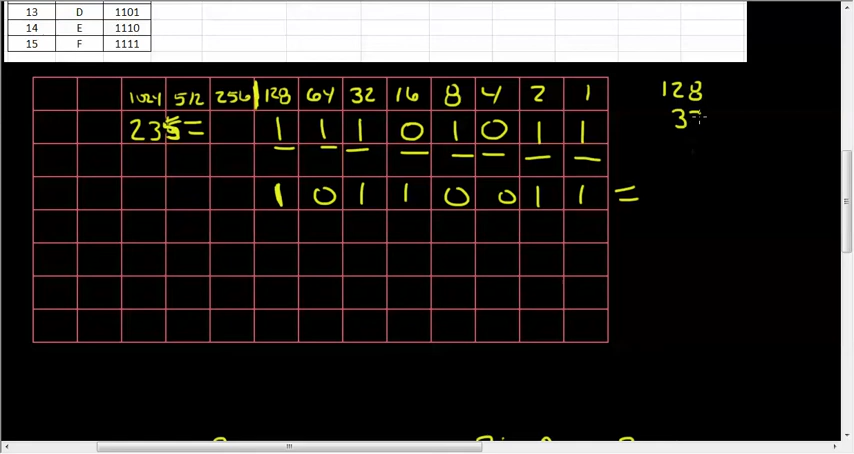 13 D 1101
14 E 1110
15 F 1111
1024 512 256 128 64 32 16 8 4 2 1
235 = 1 1 1 0 1 0 1 1
1 0 1 1 0 0 1 1 =
128
3